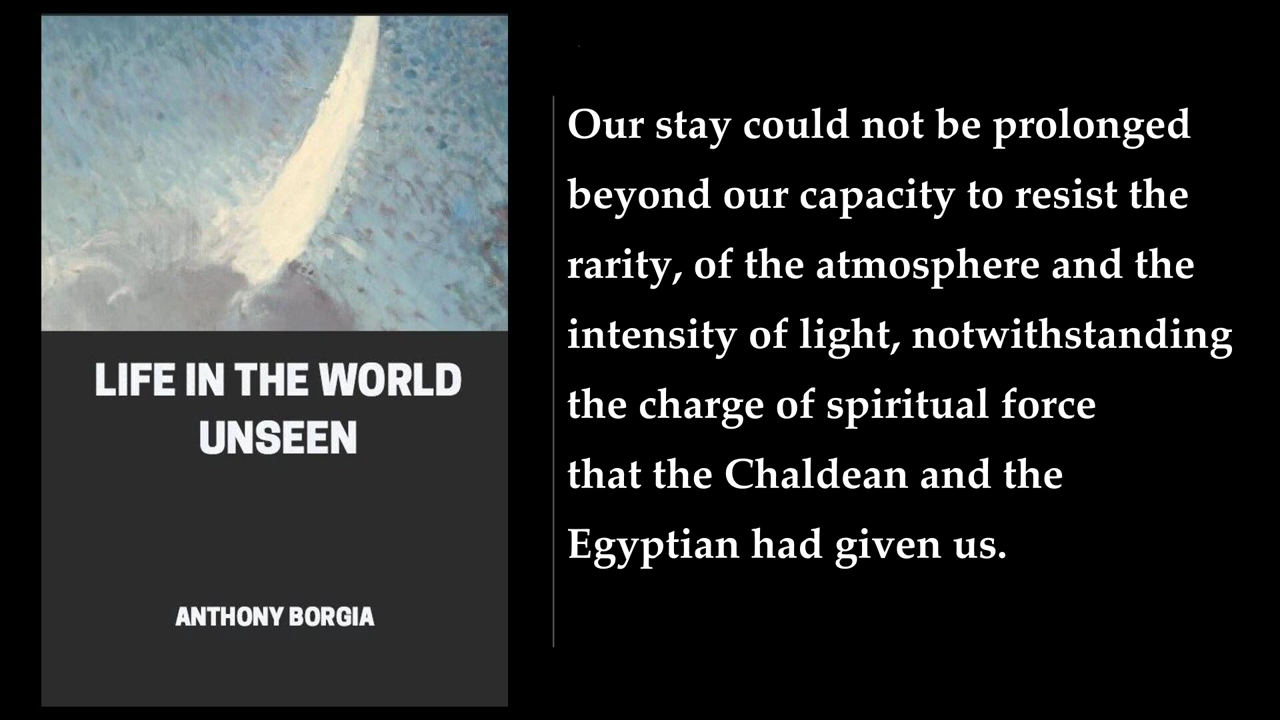 LIFE IN THE WORLD
UNSEEN
ANTHONY BORGIA
Our stay could not be prolonged
beyond our capacity to resist the
rarity, of the atmosphere and the
intensity of light, notwithstanding
the charge of spiritual force
that the Chaldean and the
Egyptian had given us.